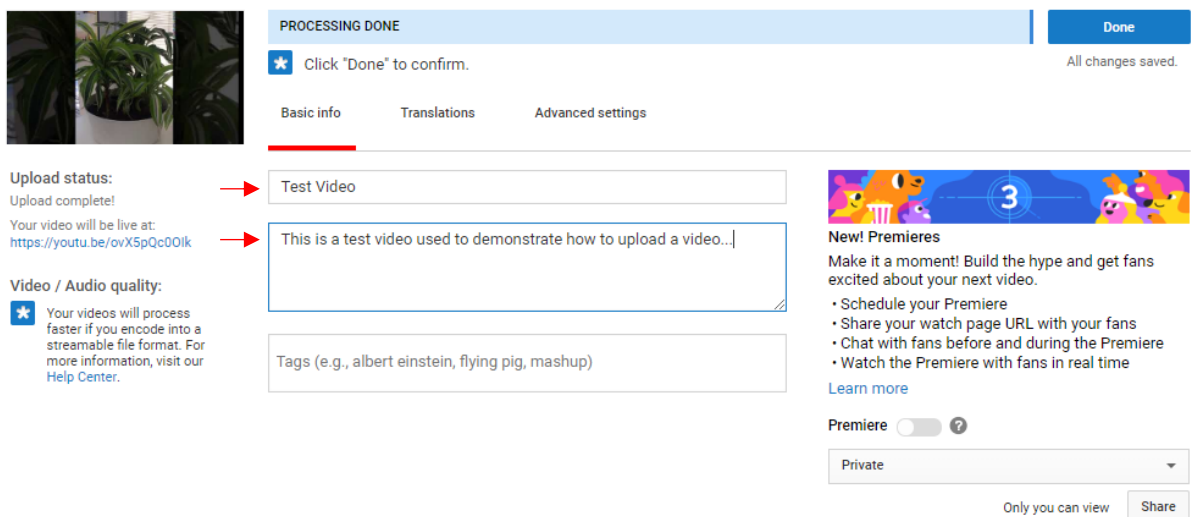 PROCESSING DONE
Done
Click "Done" to confirm.
All changes saved.
Basic info
Translations
Advanced settings
Upload status:
Upload complete!
Your video will be live at:
https://youtu.be/ovX5pQc0OIk
Video / Audio quality:
Your videos will process
faster if you encode into a
streamable file format. For
more information, visit our
Help Center.
Test Video
This is a test video used to demonstrate how to upload a video...
Tags (e.g., albert einstein, flying pig, mashup)
3
New! Premieres
Make it a moment! Build the hype and get fans
excited about your next video.
• Schedule your Premiere
• Share your watch page URL with your fans
• Chat with fans before and during the Premiere
• Watch the Premiere with fans in real time
Learn more
Premiere
?
Private
Only you can view
Share